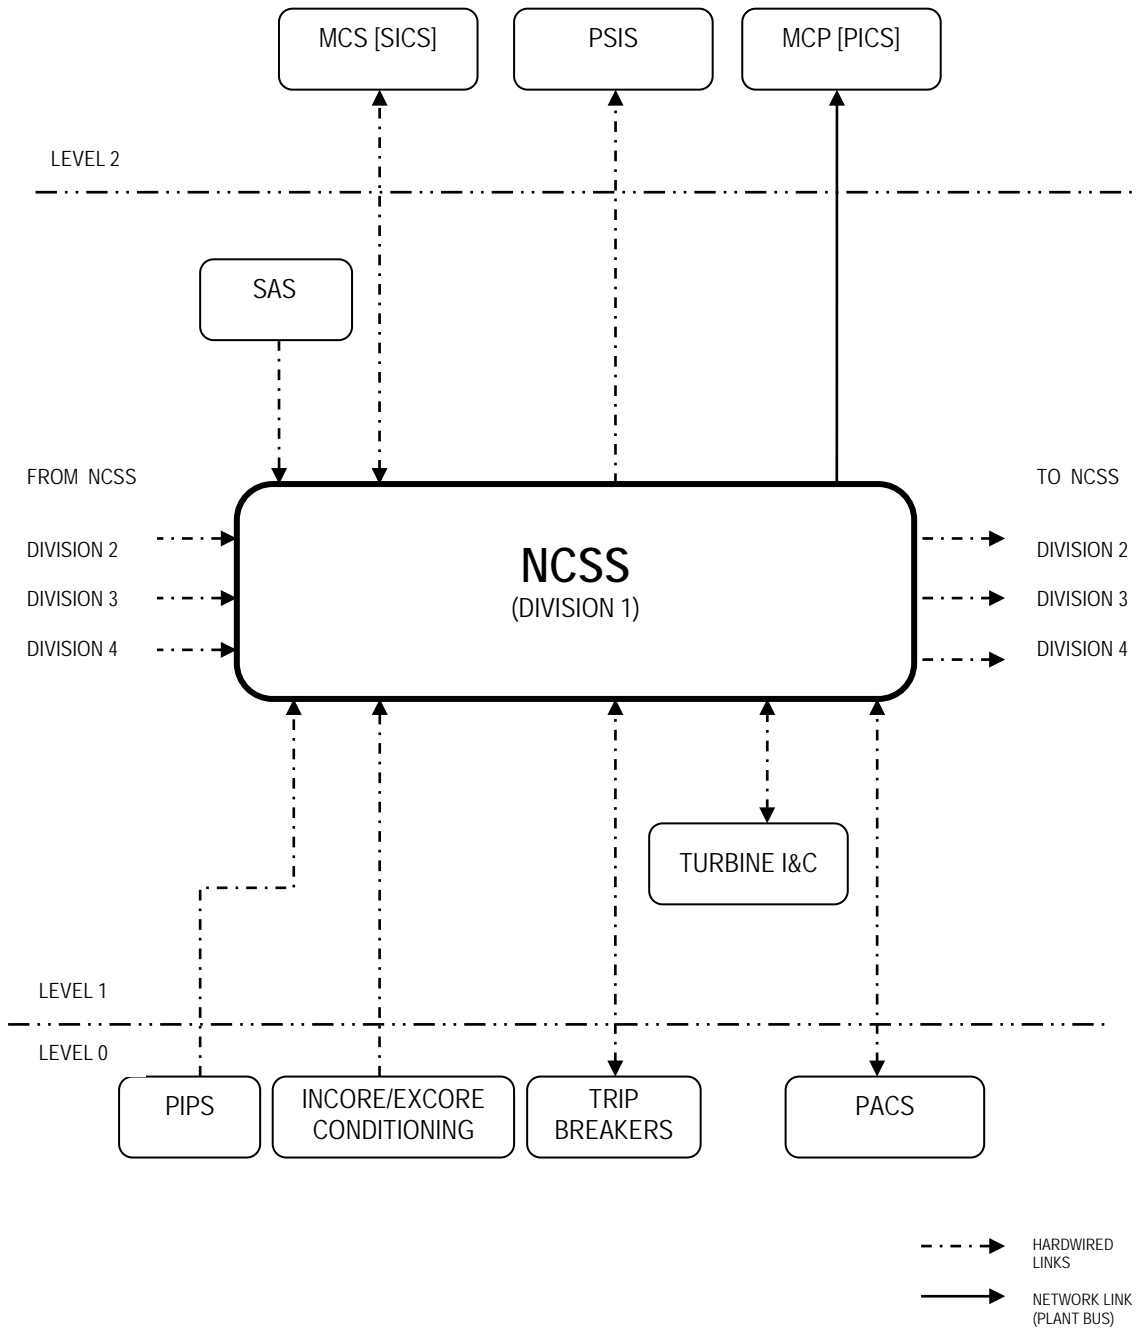 MCS [SICS]
PSIS
MCP [PICS]
LEVEL 2
SAS
FROM NCSS
TO NCSS
NCSS
(DIVISION 1)
DIVISION 2
DIVISION 3
DIVISION 4
DIVISION 2
DIVISION 3
DIVISION 4
TURBINE I&C
LEVEL 1
LEVEL 0
PIPS
INCORE/EXCORE
CONDITIONING
TRIP
BREAKERS
PACS
HARDWIRED
LINKS
NETWORK LINK
(PLANT BUS)